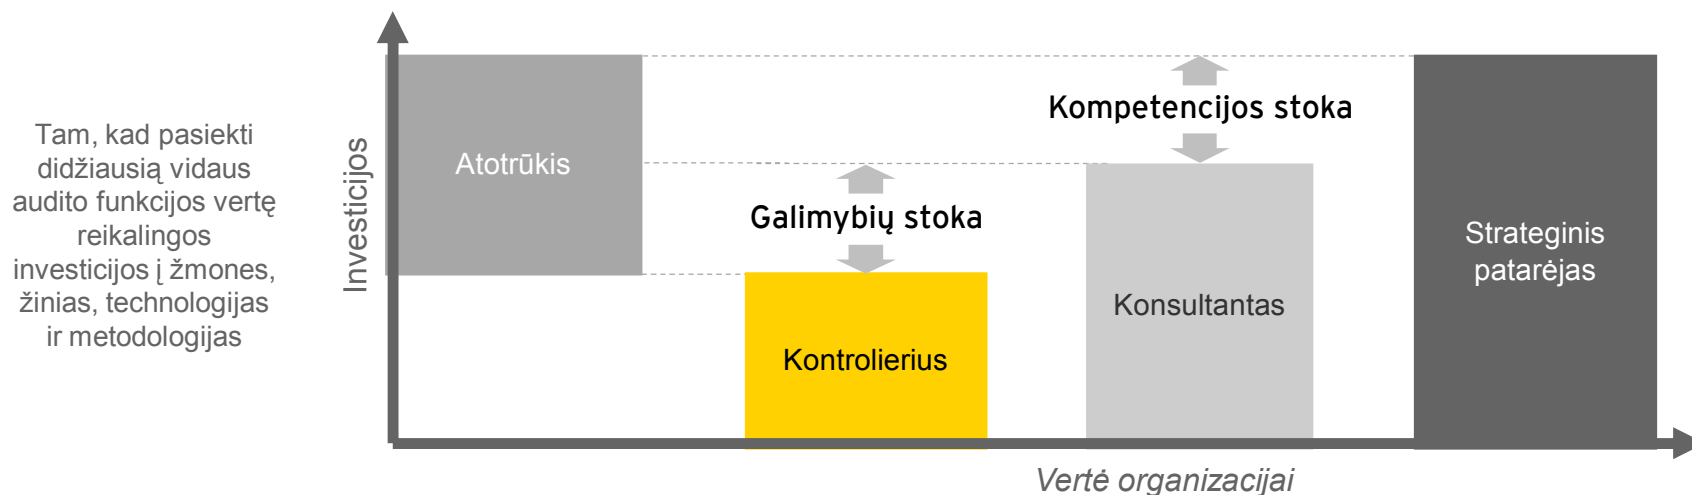 Tam, kad pasiekti
didžiausią vidaus
audito funkcijos vertę
reikalingos
investicijos į žmones,
žinias, technologijas
ir metodologijas
Investicijos
Atotrūkis
Galimybių stoka
Kontrolierius
Kompetencijos stoka
Konsultantas
Strateginis
patarėjas
Vertė organizacijai